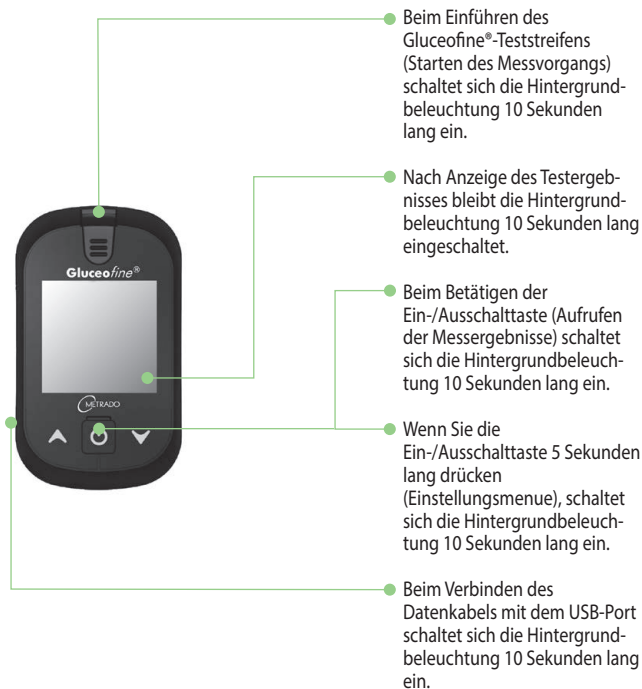 Beim Einführen des
Gluceofine®-Teststreifens
(Starten des Messvorgangs)
schaltet sich die Hintergrund-
beleuchtung 10 Sekunden
lang ein.
Nach Anzeige des Testergeb-
nisses bleibt die Hintergrund-
beleuchtung 10 Sekunden lang
eingeschaltet.
Gluceofine®
Beim Betätigen der
Ein-/Ausschalttaste (Aufrufen
der Messergebnisse) schaltet
sich die Hintergrundbeleuch-
tung 10 Sekunden lang ein.
METRADO
Wenn Sie die
Ein-/Ausschalttaste 5 Sekunden
lang drücken
(Einstellungsmenue), schaltet
sich die Hintergrundbeleuch-
tung 10 Sekunden lang ein.
Beim Verbinden des
Datenkabels mit dem USB-Port
schaltet sich die Hintergrund-
beleuchtung 10 Sekunden lang
ein.